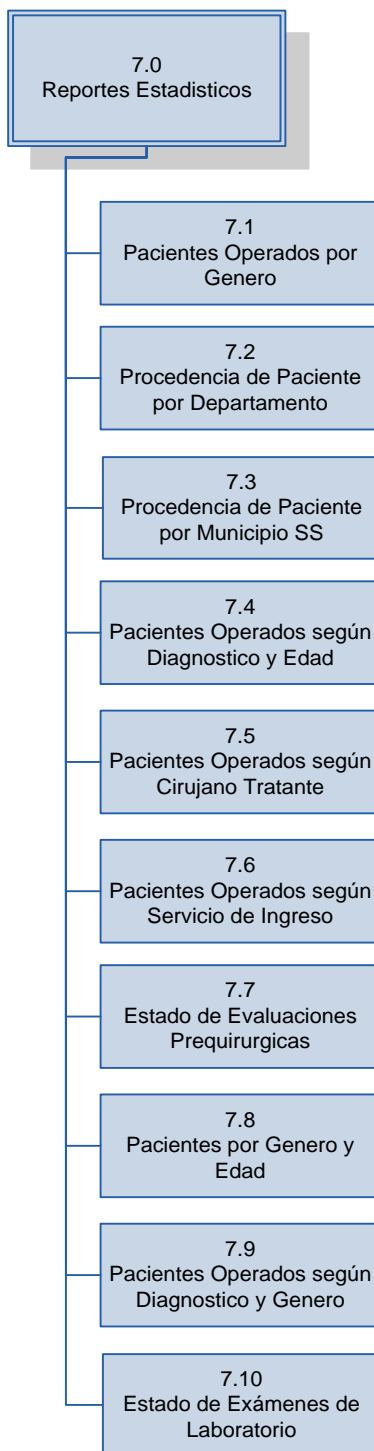 7.0
Reportes Estadisticos
7.1
Pacientes Operados por
Genero
7.2
Procedencia de Paciente
por Departamento
7.3
Procedencia de Paciente
por Municipio SS
7.4
Pacientes Operados según
Diagnostico y Edad
7.5
Pacientes Operados según
Cirujano Tratante
7.6
Pacientes Operados según
Servicio de Ingreso
7.7
Estado de Evaluaciones
Prequirurgicas
7.8
Pacientes por Genero y
Edad
7.9
Pacientes Operados según
Diagnostico y Genero
7.10
Estado de Exámenes de
Laboratorio